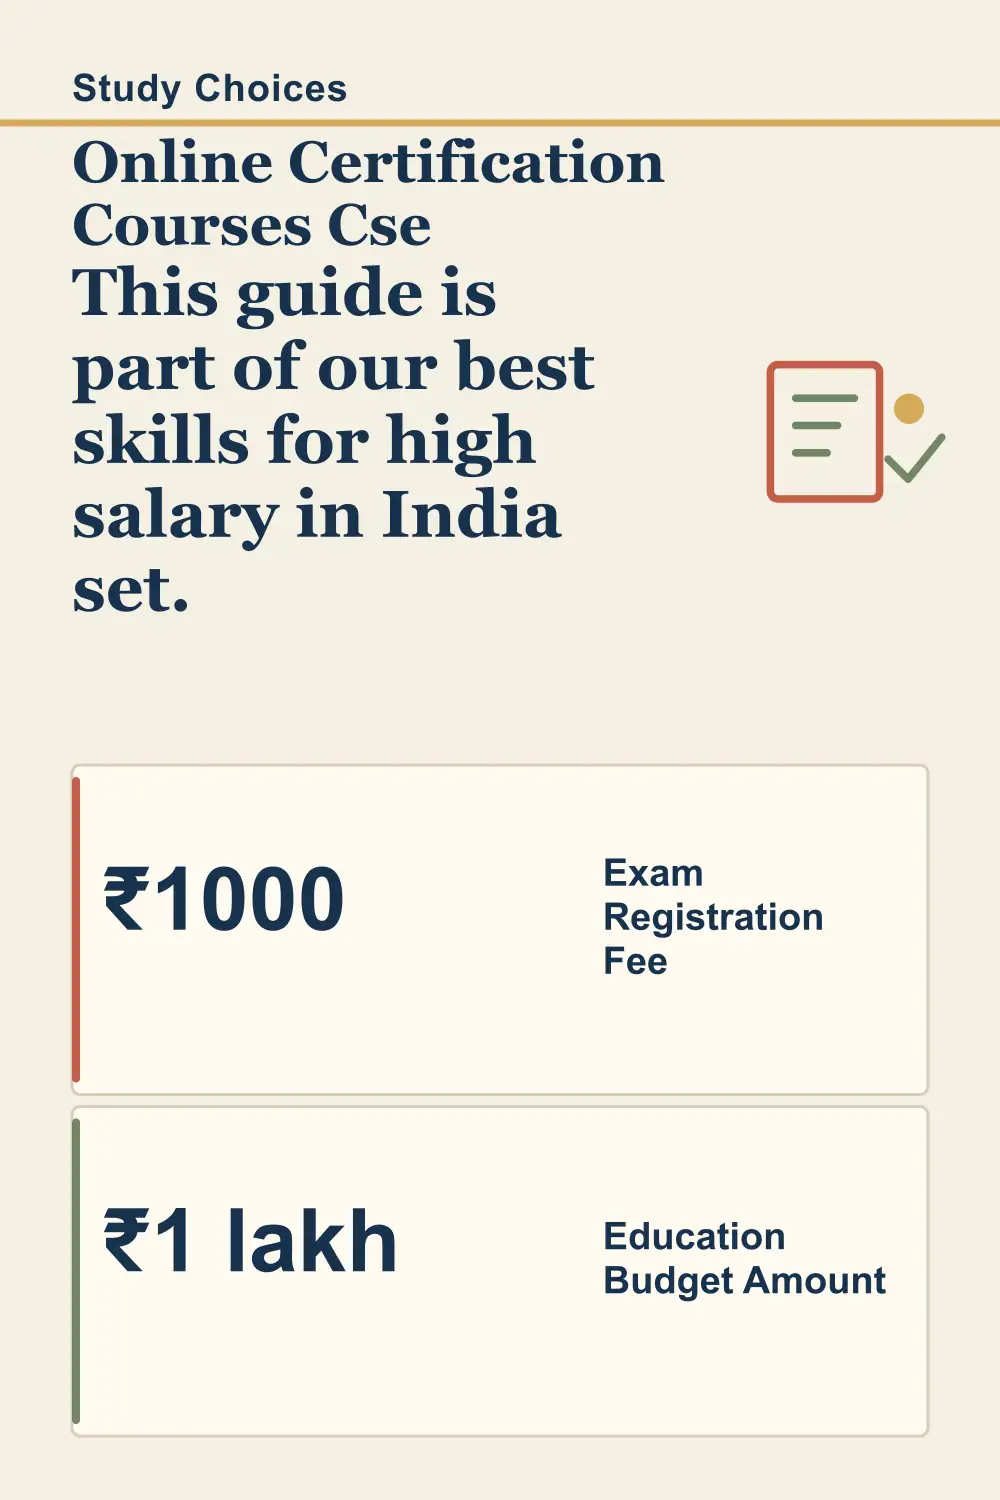 Study Choices
Online Certification
Courses Cse
This guide is
part of our best
skills for high
salary in India
set.
₹1000
Exam
Registration
Fee
₹1 lakh
Education
Budget Amount